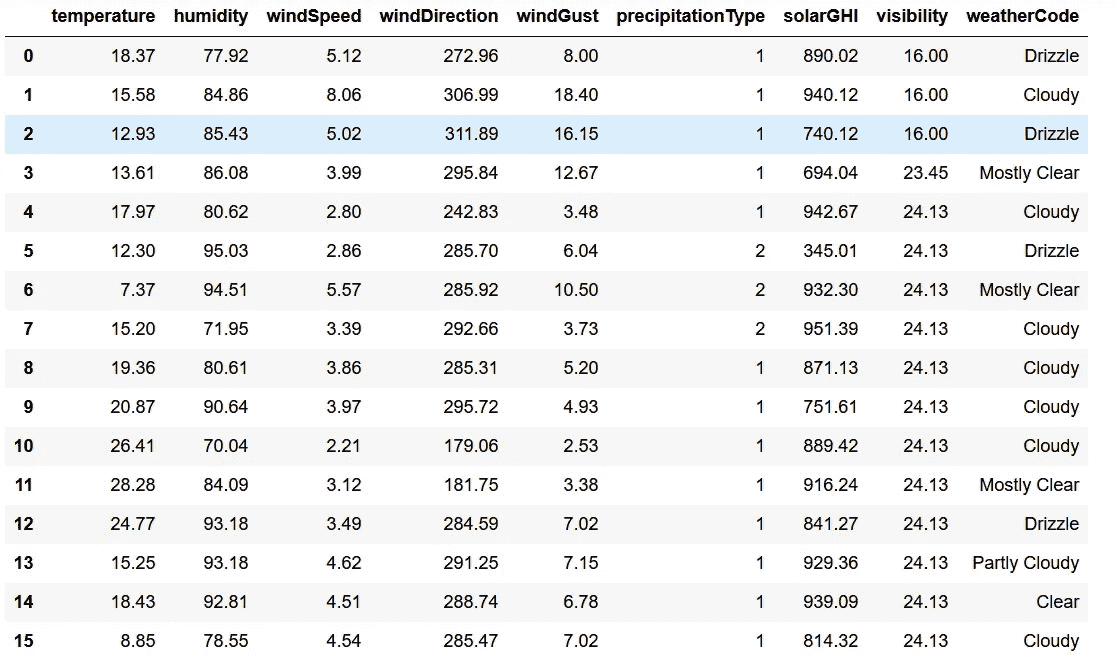 temperature humidity windSpeed windDirection windGust precipitationType solarGHI visibility weatherCode
0 18.37 77.92 5.12 272.96 8.00 1 890.02 16.00 Drizzle
1 15.58 84.86 8.06 306.99 18.40 1 940.12 16.00 Cloudy
2 12.93 85.43 5.02 311.89 16.15 1 740.12 16.00 Drizzle
3 13.61 86.08 3.99 295.84 12.67 1 694.04 23.45 Mostly Clear
4 17.97 80.62 2.80 242.83 3.48 1 942.67 24.13 Cloudy
5 12.30 95.03 2.86 285.70 6.04 2 345.01 24.13 Drizzle
6 7.37 94.51 5.57 285.92 10.50 2 932.30 24.13 Mostly Clear
7 15.20 71.95 3.39 292.66 3.73 2 951.39 24.13 Cloudy
8 19.36 80.61 3.86 285.31 5.20 1 871.13 24.13 Cloudy
9 20.87 90.64 3.97 295.72 4.93 1 751.61 24.13 Cloudy
10 26.41 70.04 2.21 179.06 2.53 1 889.42 24.13 Cloudy
11 28.28 84.09 3.12 181.75 3.38 1 916.24 24.13 Mostly Clear
12 24.77 93.18 3.49 284.59 7.02 1 841.27 24.13 Drizzle
13 15.25 93.18 4.62 291.25 7.15 1 929.36 24.13 Partly Cloudy
14 18.43 92.81 4.51 288.74 6.78 1 939.09 24.13 Clear
15 8.85 78.55 4.54 285.47 7.02 1 814.32 24.13 Cloudy